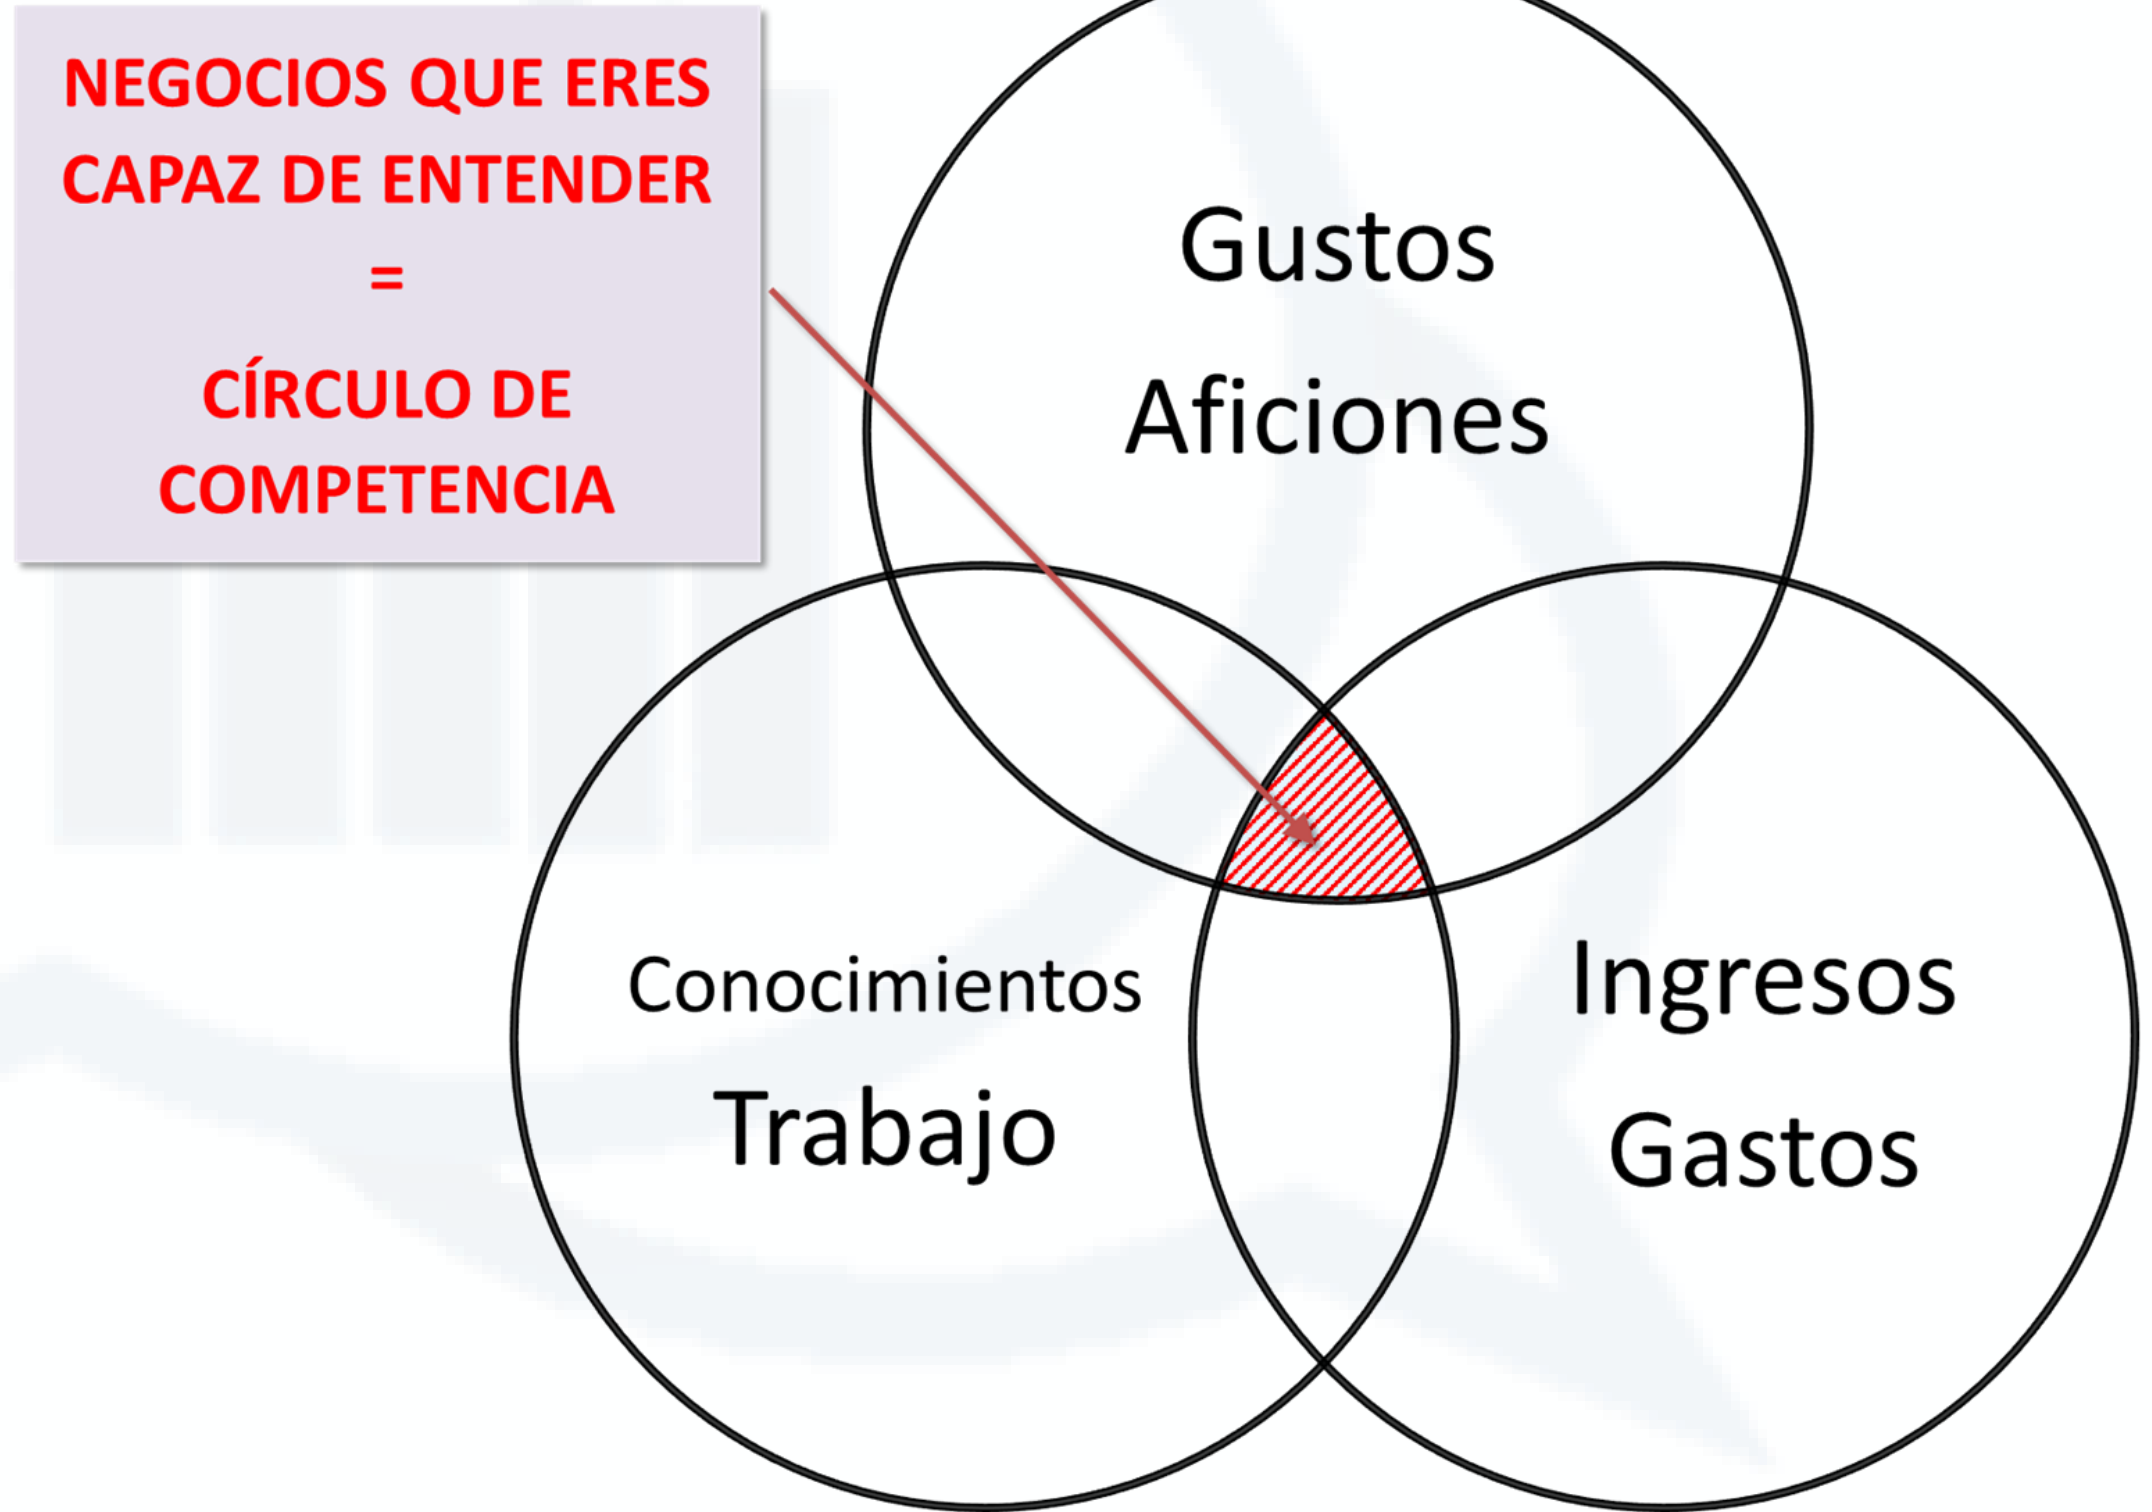 NEGOCIOS QUE ERES
CAPAZ DE ENTENDER
=
CÍRCULO DE
COMPETENCIA
Gustos
Aficiones
Conocimientos
Trabajo
Ingresos
Gastos